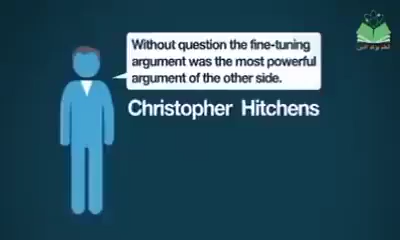 Without question the fine-tuning
argument was the most powerful
argument of the other side.
Christopher Hitchens